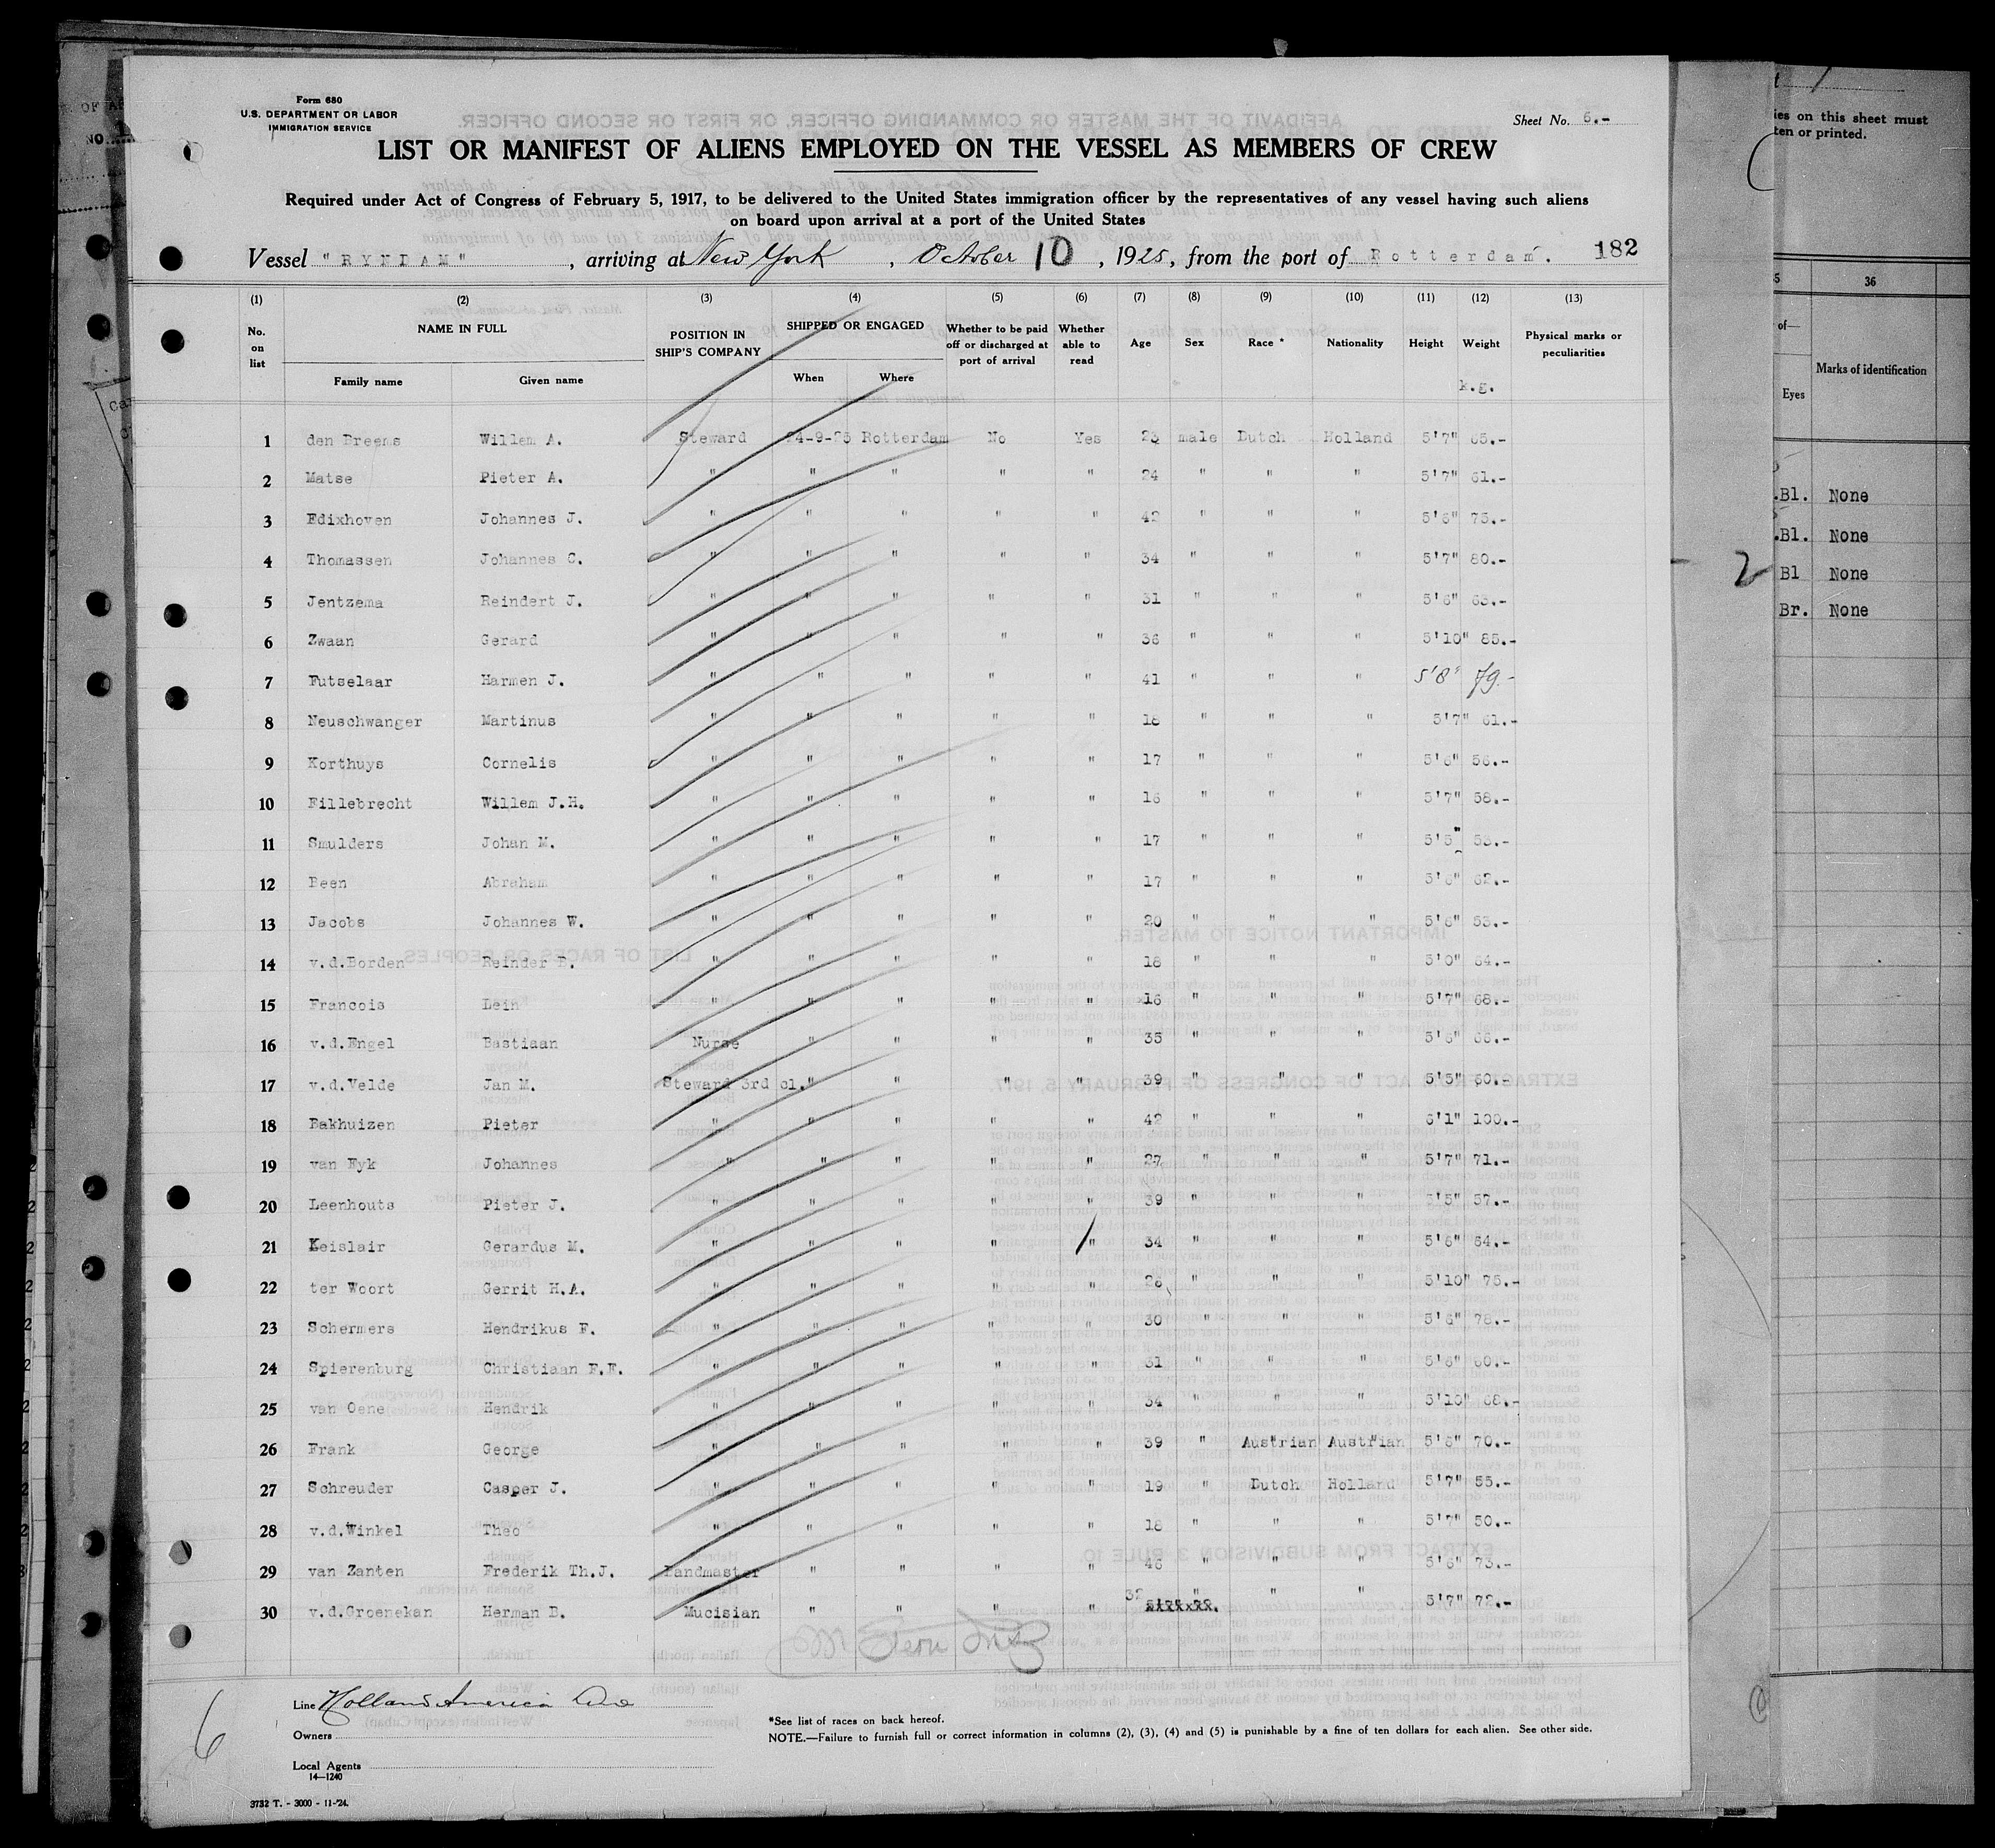 Form 680
U.S. DEPARTMENT OR LABOR
IMMIGRATION SERVICE
Sheet No. 6.-
LIST OR MANIFEST OF ALIENS EMPLOYED ON THE VESSEL AS MEMBERS OF CREW
Required under Act of Congress of February 5, 1917, to be delivered to the United States immigration officer by the representatives of any vessel having such aliens
on board upon arrival at a port of the United States
Vessel "RYNDAM", arriving at New York, October 10, 1925, from the port of Rotterdam. 182
(1) (2) (3) (4) (5) (6) (7) (8) (9) (10) (11) (12) (13)
No. on list NAME IN FULL Family name Given name POSITION IN SHIP'S COMPANY SHIPPED OR ENGAGED When Where Whether to be paid off or discharged at port of arrival Whether able to read Age Sex Race * Nationality Height Weight k.g. Physical marks or peculiarities
1 den Breems Willem A. Steward 24-9-25 Rotterdam No Yes 23 male Dutch Holland 5'7" 65.-
2 Matse Pieter A. " " " " " 24 " " " 5'7" 61.-
3 Edixhoven Johannes J. " " " " " 42 " " " 5'6" 75.-
4 Thomassen Johannes C. " " " " " 34 " " " 5'7" 80.-
5 Jentzema Reindert J. " " " " " 31 " " " 5'6" 63.-
6 Zwaan Gerard " " " " " 36 " " " 5'10" 85.-
7 Futselaar Harmen J. " " " " " 41 " " " 5'8" 79.-
8 Neuschwanger Martinus " " " " " 18 " " " 5'7" 61.-
9 Korthuys Cornelis " " " " " 17 " " " 5'6" 56.-
10 Fillebrecht Willem J.H. " " " " " 16 " " " 5'7" 58.-
11 Smulders Johan M. " " " " " 17 " " " 5'5" 53.-
12 Been Abraham " " " " " 17 " " " 5'6" 62.-
13 Jacobs Johannes W. " " " " " 20 " " " 5'6" 53.-
14 v.d.Borden Reinder B. " " " " " 18 " " " 5'0" 64.-
15 Francois Lein " " " " " 16 " " " 5'7" 68.-
16 v.d.Engel Bastiaan Nurse " " " " 35 " " " 5'6" 66.-
17 v.d.Velde Jan M. Steward 3rd cl. " " " " 39 " " " 5'5" 60.-
18 Bakhuizen Pieter " " " " " 42 " " " 6'1" 100.-
19 van Eyk Johannes " " " " " 27 " " " 5'7" 71.-
20 Leenhouts Pieter J. " " " " " 39 " " " 5'5" 57.-
21 Keislair Gerardus M. " " " " " 34 " " " 5'6" 64.-
22 ter Woort Gerrit H.A. " " " " " 26 " " " 5'10" 75.-
23 Schermers Hendrikus F. " " " " " 30 " " " 5'6" 78.-
24 Spierenburg Christiaan F.F. " " " " " 31 " " " 5'6" 60.-
25 van Oene Hendrik " " " " " 34 " " " 5'10" 68.-
26 Frank George " " " " " 39 " Austrian Austrian 5'6" 70.-
27 Schreuder Casper J. " " " " " 19 " Dutch Holland 5'7" 55.-
28 v.d.Winkel Theo " " " " " 18 " " " 5'7" 50.-
29 van Zanten Frederik Th.J. Bandmaster " " " " 46 " " " 5'6" 73.-
30 v.d.Groenekan Herman B. Mucisian " " " " 32 " " " 5'7" 72.-
6
Line Holland America Line
Owners
Local Agents
14—1240
*See list of races on back hereof.
NOTE.—Failure to furnish full or correct information in columns (2), (3), (4) and (5) is punishable by a fine of ten dollars for each alien. See other side.
3732 T. - 3000 - 11-'24.
ies on this sheet must
ten or printed.
36
of—
Eyes
Marks of identification
Bl. None
Bl. None
Bl None
Br. None
2